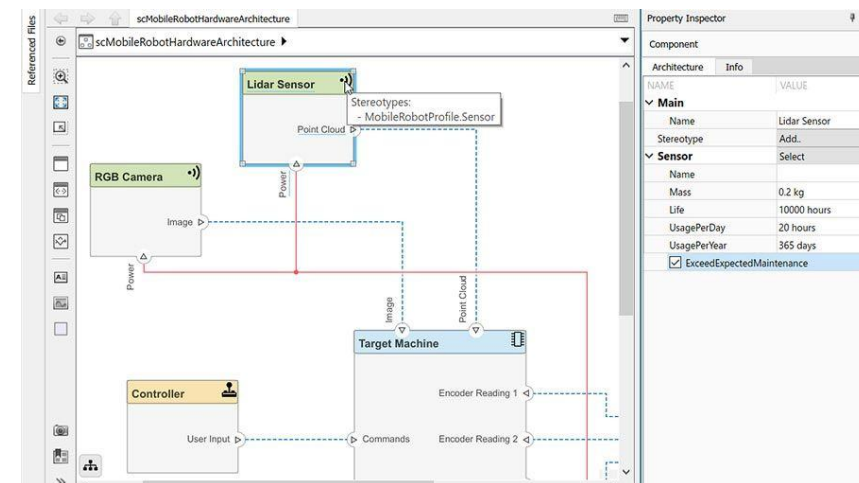 Referenced Files
scMobileRobotHardwareArchitecture
scMobileRobotHardwareArchitecture
Lidar Sensor
Stereotypes:
- MobileRobotProfile.Sensor
Point Cloud
Power
RGB Camera
Image
Power
Image
Point Cloud
Target Machine
Controller
User Input
Commands
Encoder Reading 1
Encoder Reading 2
Property Inspector
Component
Architecture Info
NAME VALUE
Main
Name Lidar Sensor
Stereotype Add..
Sensor Select
Name
Mass 0.2 kg
Life 10000 hours
UsagePerDay 20 hours
UsagePerYear 365 days
ExceedExpectedMaintenance